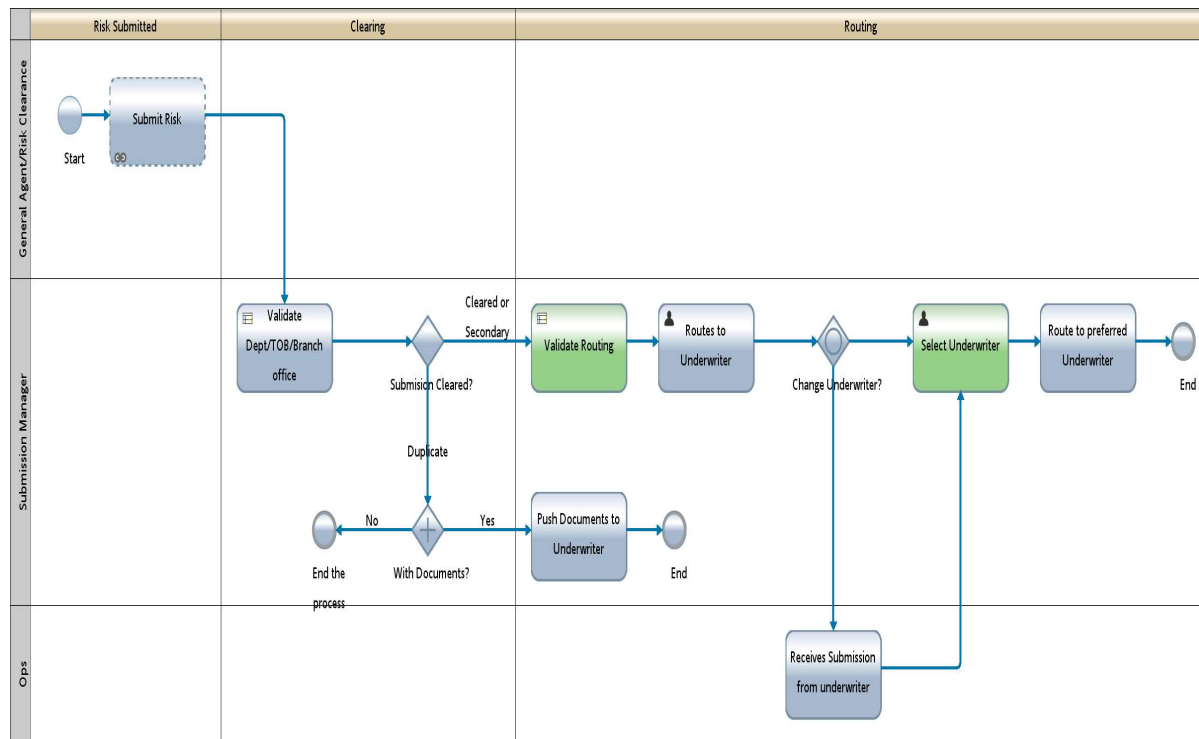 Risk Submitted
Clearing
Routing
General Agent/Risk Clearance
Start
Submit Risk
Submission Manager
Validate
Dept/TOB/Branch
office
Submision Cleared?
Cleared or
Secondary
Validate Routing
Routes to
Underwriter
Change Underwriter?
Select Underwriter
Route to preferred
Underwriter
End
Duplicate
No
End the
process
With Documents?
Yes
Push Documents to
Underwriter
End
Ops
Receives Submission
from underwriter